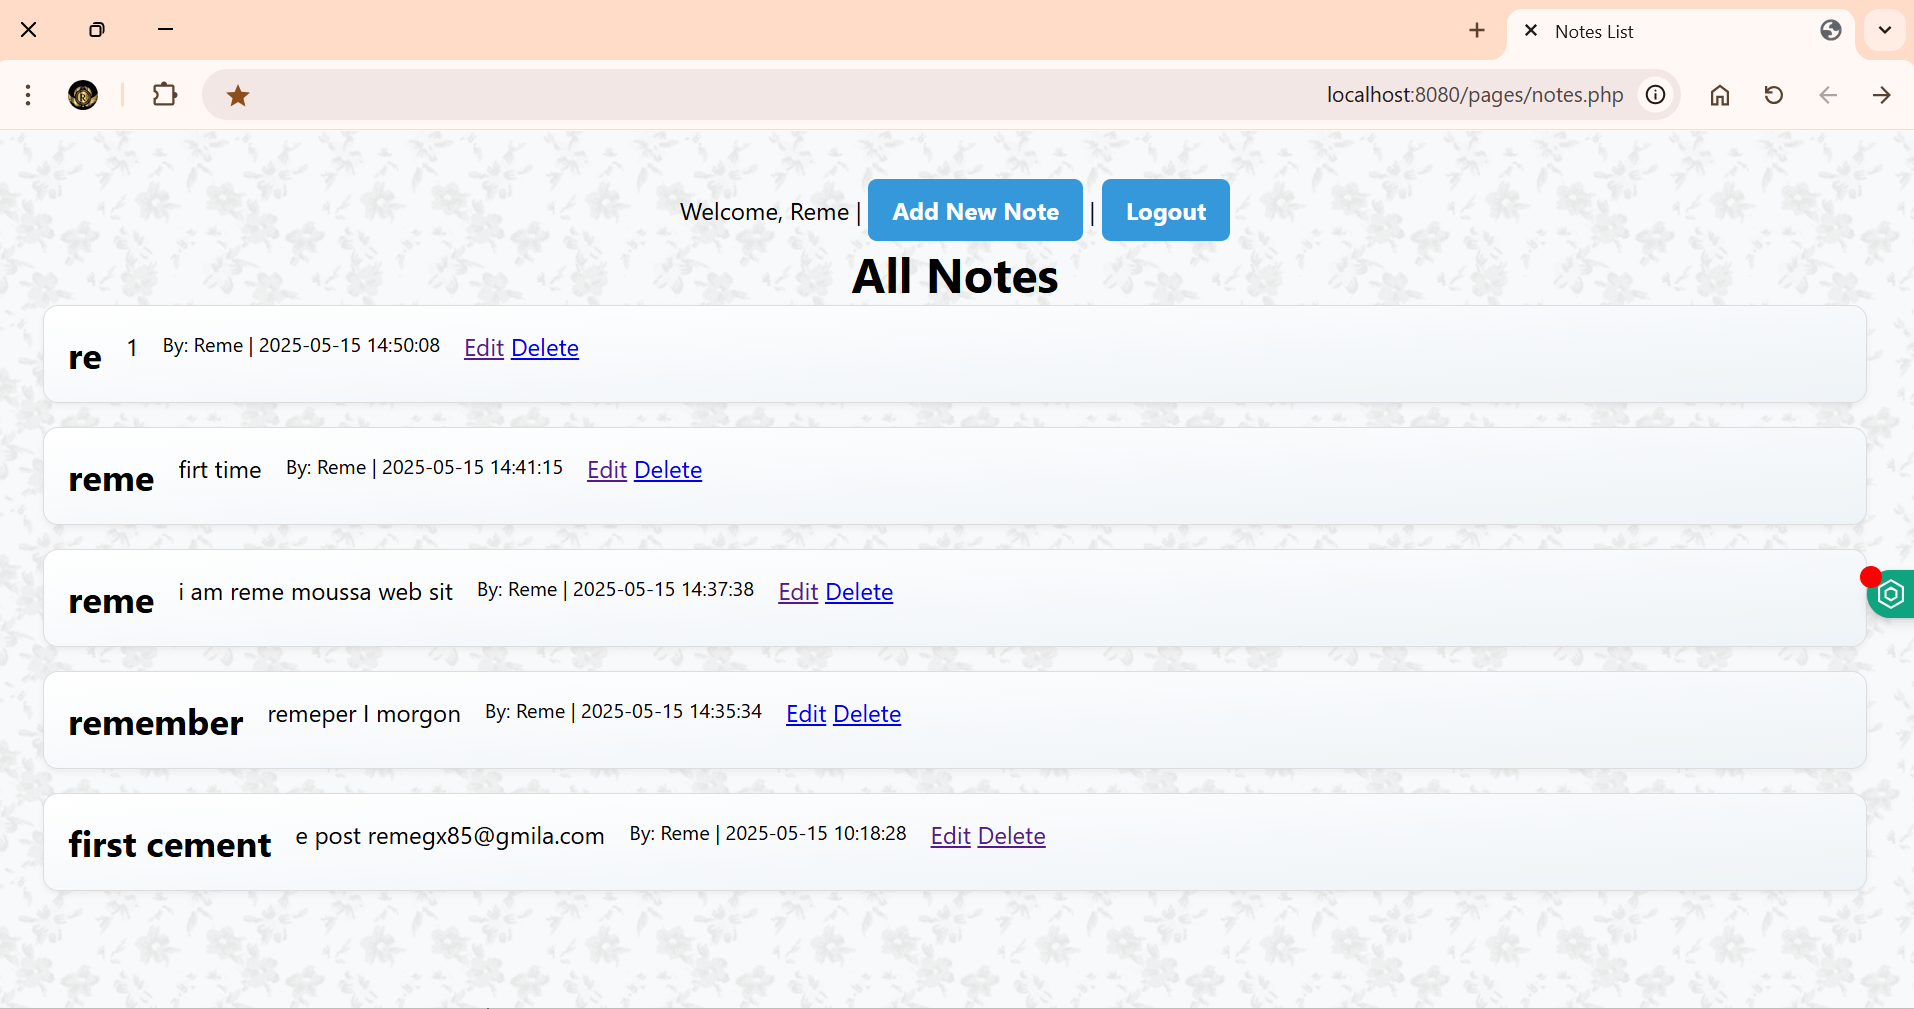 Notes List
localhost:8080/pages/notes.php
Welcome, Reme | Add New Note | Logout
All Notes
re 1 By: Reme | 2025-05-15 14:50:08 Edit Delete
reme firt time By: Reme | 2025-05-15 14:41:15 Edit Delete
reme i am reme moussa web sit By: Reme | 2025-05-15 14:37:38 Edit Delete
remember remeper I morgon By: Reme | 2025-05-15 14:35:34 Edit Delete
first cement e post remegx85@gmila.com By: Reme | 2025-05-15 10:18:28 Edit Delete